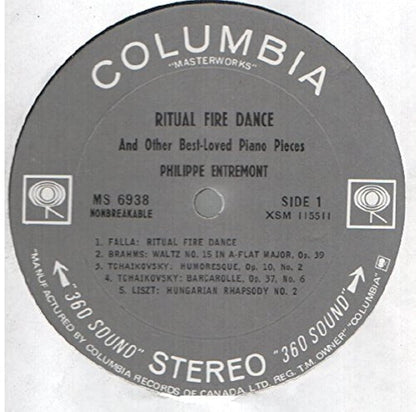 COLUMBIA
"MASTERWORKS"
RITUAL FIRE DANCE
And Other Best-Loved Piano Pieces
PHILIPPE ENTREMONT
MS 6938
NONBREAKABLE
SIDE 1
XSM 115511
1. FALLA: RITUAL FIRE DANCE
2. BRAHMS: WALTZ NO. 15 IN A-FLAT MAJOR, Op. 39
3. TCHAIKOVSKY: HUMORESQUE, Op. 10, No. 2
4. TCHAIKOVSKY: BARCAROLLE, Op. 37, No. 6
5. LISZT: HUNGARIAN RHAPSODY NO. 2
"360 SOUND" STEREO "360 SOUND"
"MANUFACTURED BY COLUMBIA RECORDS OF CANADA, LTD. REG. T.M. OWNER" "COLUMBIA"